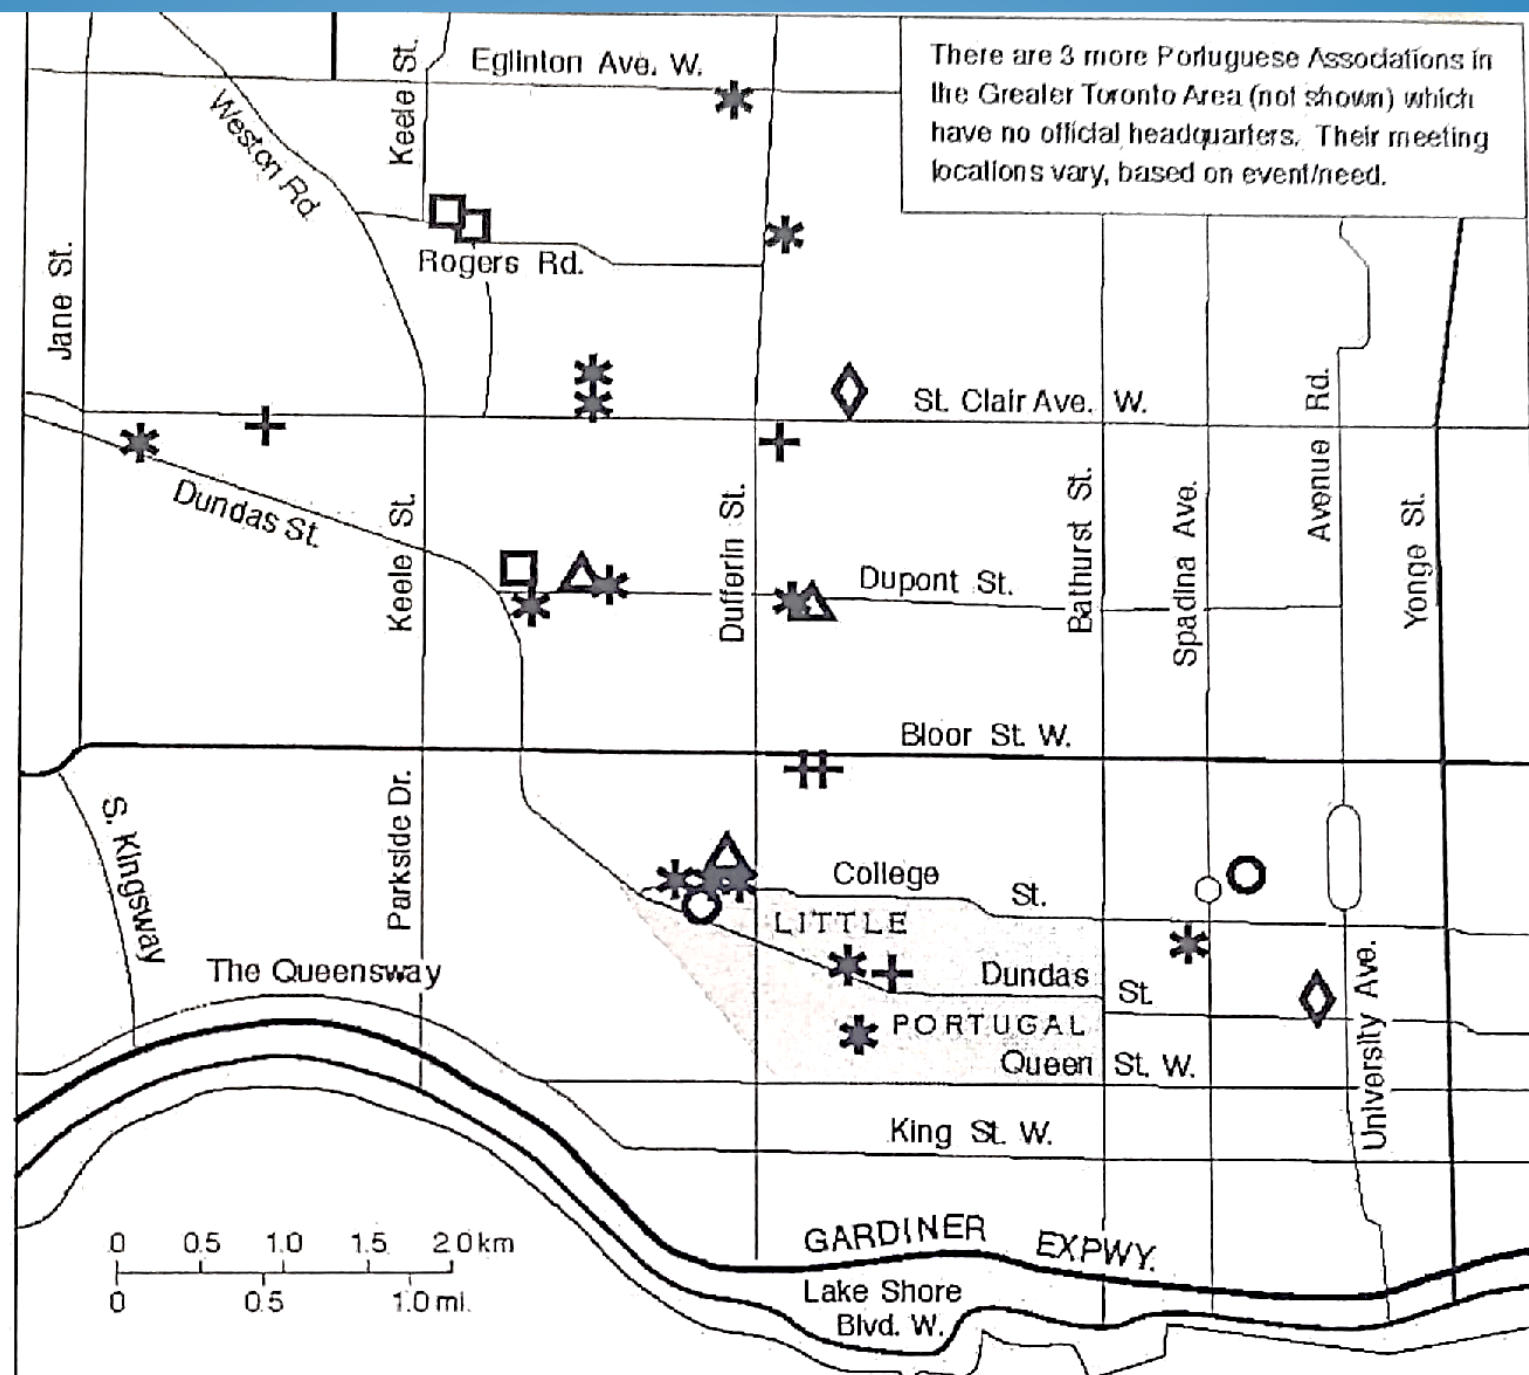 There are 3 more Portuguese Associations in
the Greater Toronto Area (not shown) which
have no official headquarters. Their meeting
locations vary, based on event/need.
Eglinton Ave. W.
Keele St.
Weston Rd.
Rogers Rd.
Jane St.
St. Clair Ave. W.
Avenue Rd.
Dundas St.
Keele St.
Dufferin St.
Bathurst St.
Spadina Ave.
Yonge St.
Dupont St.
Bloor St. W.
S. Kingsway
Parkside Dr.
College St.
LITTLE
The Queensway
Dundas St.
PORTUGAL
University Ave.
Queen St. W.
King St. W.
GARDINER EXPWY.
0 0.5 1.0 1.5 2.0 km
0 0.5 1.0 mi.
Lake Shore
Blvd. W.